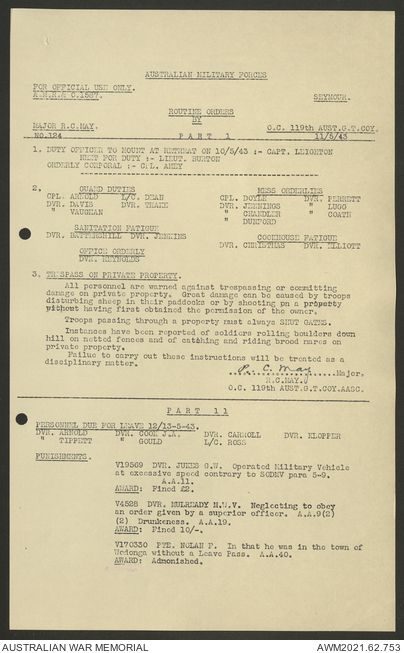 AUSTRALIAN MILITARY FORCES
FOR OFFICIAL USE ONLY.
SEYMOUR.
ROUTINE ORDERS
BY
MAJOR R.C.MAY. O.C. 119th AUST.G.T.COY.
No.124 PART 1 11/5/43
1. DUTY OFFICER TO MOUNT AT RETREAT ON 10/5/43 :- CAPT. LEIGHTON
NEXT FOR DUTY :- LIEUT. BURTON
ORDERLY CORPORAL :- CPL. AMEY
2. GUARD DUTIES MESS ORDERLIES
CPL. ARNOLD L/C. DEAN CPL. DOYLE DVR. PERRETT
DVR. DAVIS DVR. THAKE DVR. JENNINGS " LUGG
" VAUGHAN " CHANDLER " COATH
" DURFORD
SANITATION FATIGUE
DVR. BATTERSHILL DVR. JENKINS COOKHOUSE FATIGUE
DVR. CHRISTMAS DVR. ELLIOTT
OFFICE ORDERLY
DVR. REYNOLDS
3. TRESPASS ON PRIVATE PROPERTY.
All personnel are warned against trespassing or committing
damage on private property. Great damage can be caused by troops
disturbing sheep in their paddocks or by shooting on a property
without having first obtained the permission of the owner.
Troops passing through a property must always SHUT GATES.
Instances have been reported of soldiers rolling boulders down
hill on netted fences and of catching and riding brood mares on
private property.
Failure to carry out these instructions will be treated as a
disciplinary matter.
R. C. May Major.
R.C.MAY.
O.C. 119th AUST.G.T.COY.AASC.
PART 11
PERSONNEL DUE FOR LEAVE 12/13-5-43.
DVR. ARNOLD DVR. COOK J.A. DVR. CARROLL DVR. KLOPPER
" TIPPETT " GOULD L/C. ROSE
PUNISHMENTS.
V19569 DVR. JUKES G.W. Operated Military Vehicle
at excessive speed contrary to SODMV para 5-9.
A.A.11.
AWARD: Fined £2.
V4528 DVR. MULREADY M.W.V. Neglecting to obey
an order given by a superior officer. A.A.9(2)
(2) Drunkeness. A.A.19.
AWARD: Fined 10/-.
V170330 PTE. NOLAN F. In that he was in the town of
Wodonga without a Leave Pass. A.A.40.
AWARD: Admonished.
AUSTRALIAN WAR MEMORIAL AWM2021.62.753